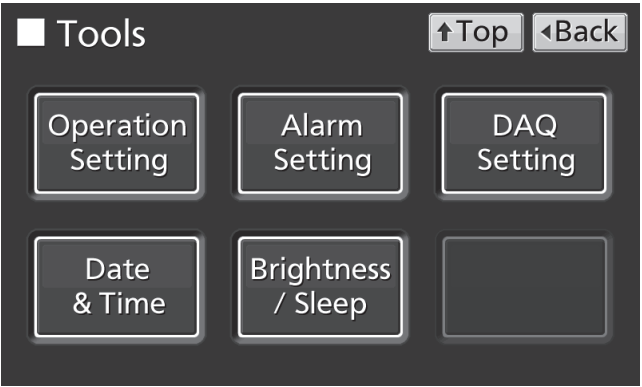 Tools
Top
Back
Operation
Setting
Alarm
Setting
DAQ
Setting
Date
& Time
Brightness
/ Sleep